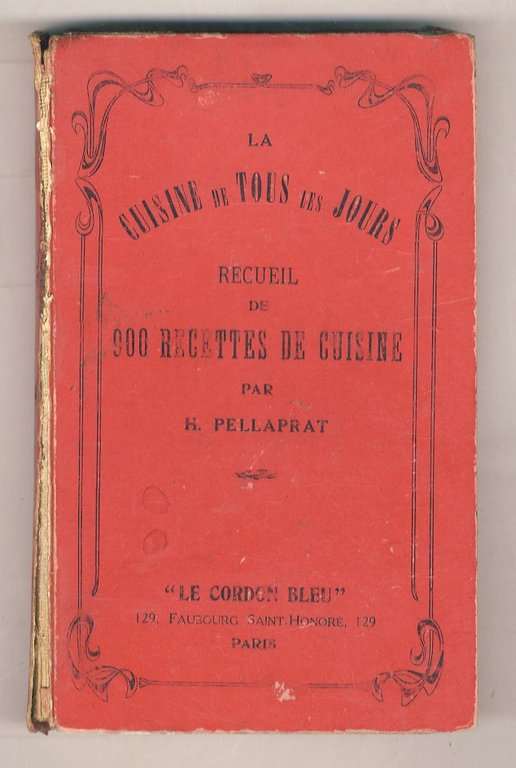 LA
CUISINE DE TOUS LES JOURS
RECUEIL
DE
900 RECETTES DE CUISINE
PAR
H. PELLAPRAT
"LE CORDON BLEU"
129, FAUBOURG SAINT-HONORÉ, 129
PARIS